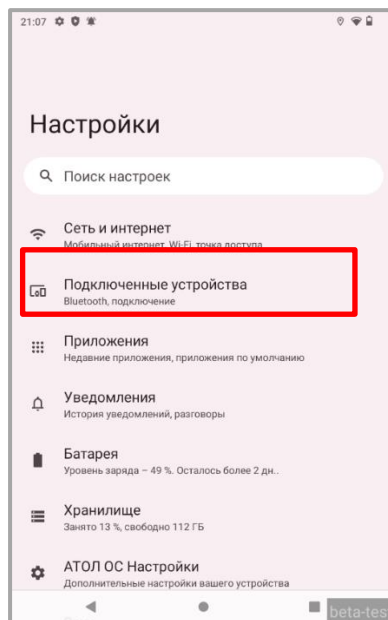 21:07
Настройки
Поиск настроек
Сеть и интернет
Мобильный интернет, Wi-Fi, точка доступа
Подключенные устройства
Bluetooth, подключение
Приложения
Недавние приложения, приложения по умолчанию
Уведомления
История уведомлений, разговоры
Батарея
Уровень заряда – 49 %. Осталось более 2 дн..
Хранилище
Занято 13 %, свободно 112 ГБ
АТОЛ ОС Настройки
Дополнительные настройки вашего устройства
beta-tes